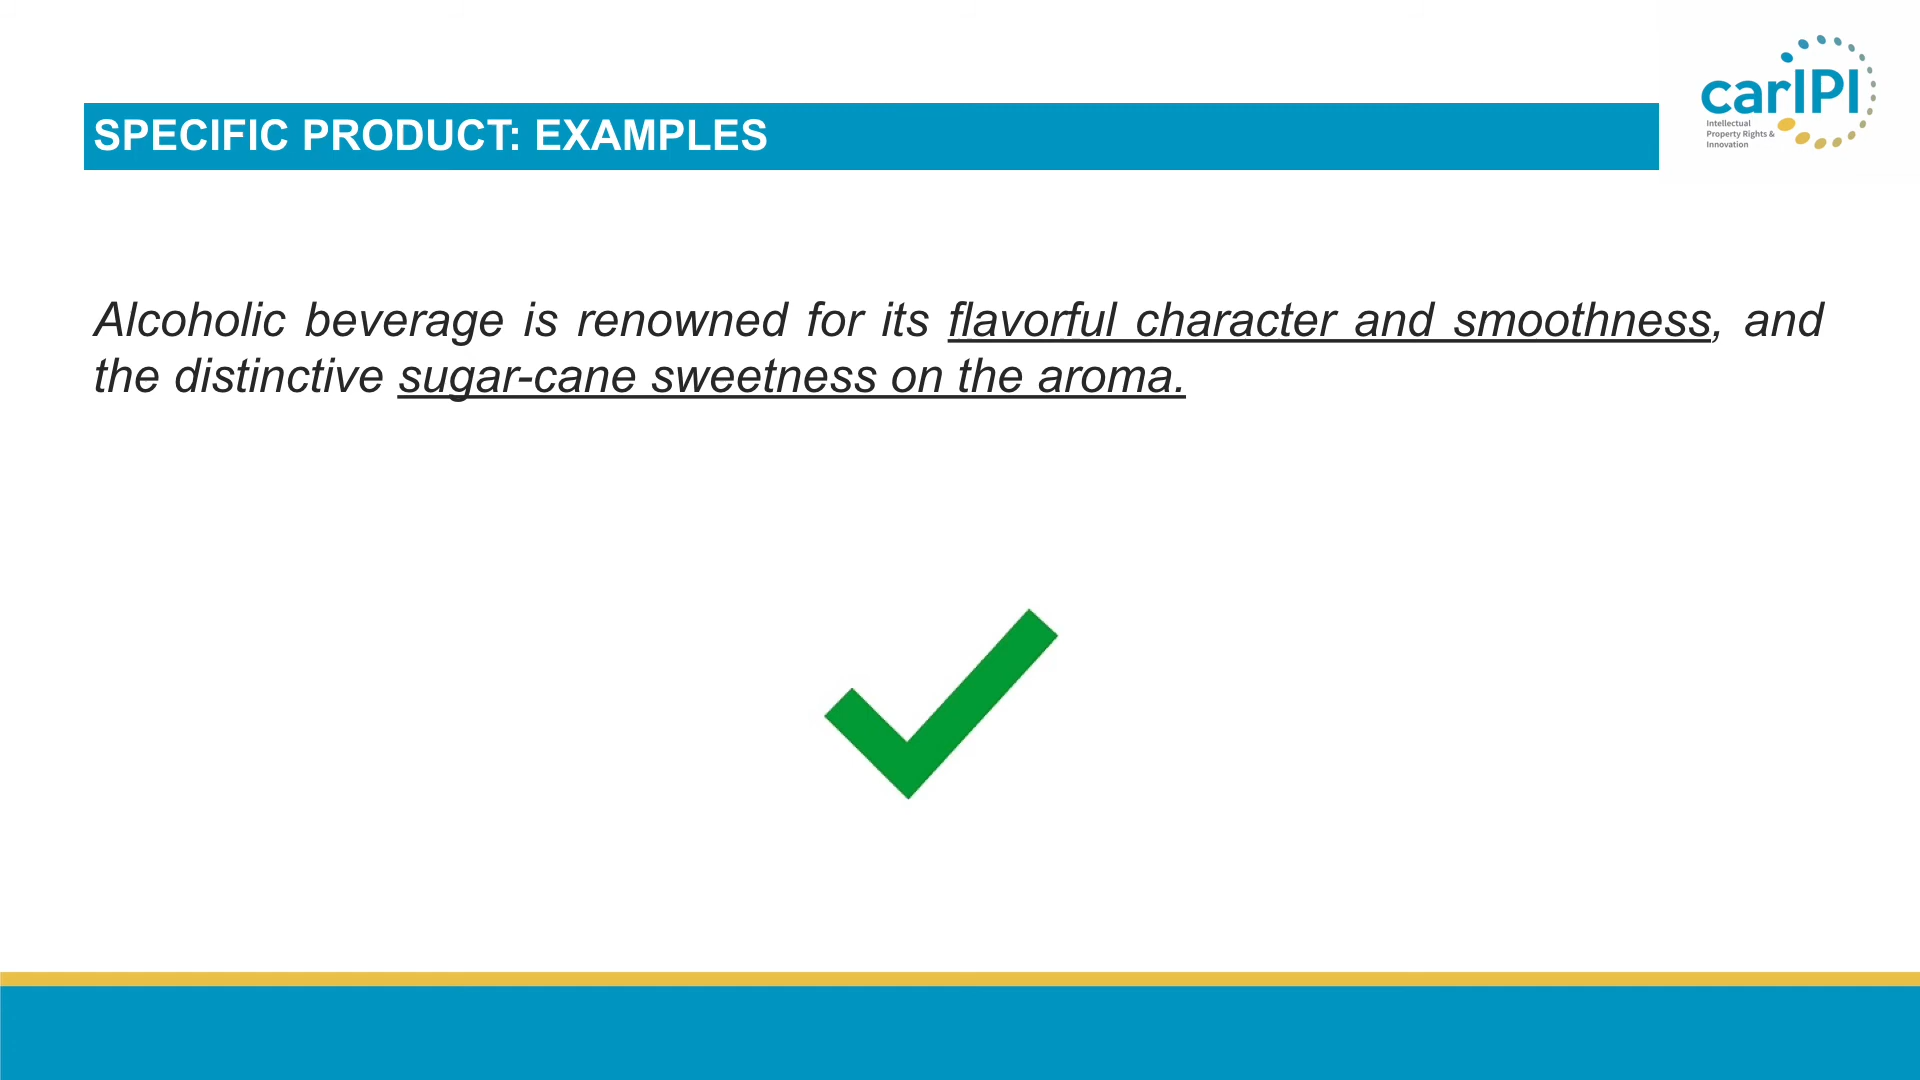 carIPI
Intellectual
Property Rights &
Innovation
SPECIFIC PRODUCT: EXAMPLES
Alcoholic beverage is renowned for its flavorful character and smoothness, and
the distinctive sugar-cane sweetness on the aroma.